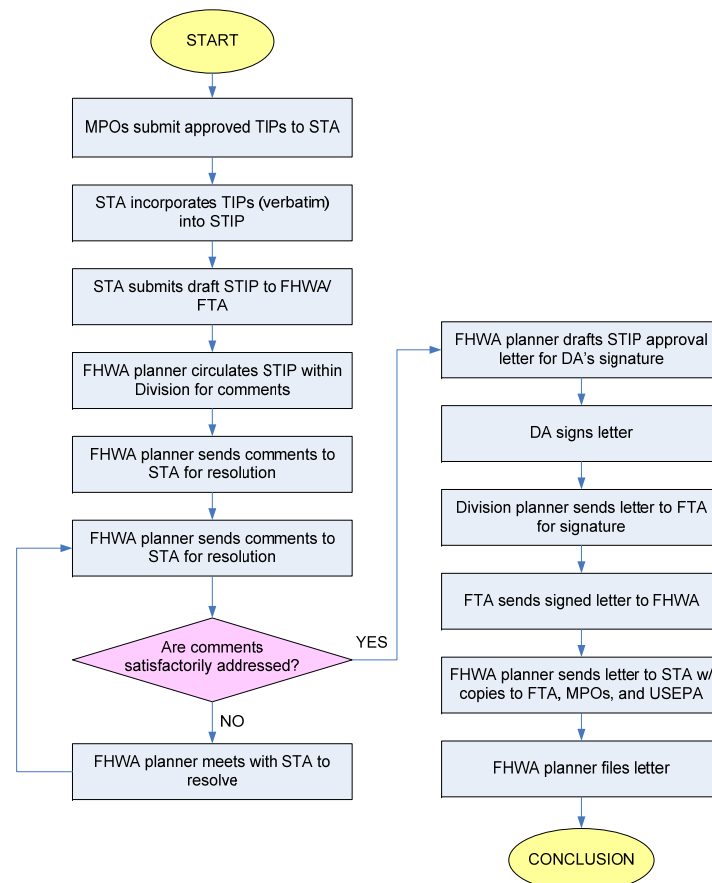 START
MPOs submit approved TIPs to STA
STA incorporates TIPs (verbatim)
into STIP
STA submits draft STIP to FHWA/
FTA
FHWA planner circulates STIP within
Division for comments
FHWA planner sends comments to
STA for resolution
FHWA planner sends comments to
STA for resolution
Are comments
satisfactorily addressed?
YES
NO
FHWA planner meets with STA to
resolve
FHWA planner drafts STIP approval
letter for DA's signature
DA signs letter
Division planner sends letter to FTA
for signature
FTA sends signed letter to FHWA
FHWA planner sends letter to STA w/
copies to FTA, MPOs, and USEPA
FHWA planner files letter
CONCLUSION